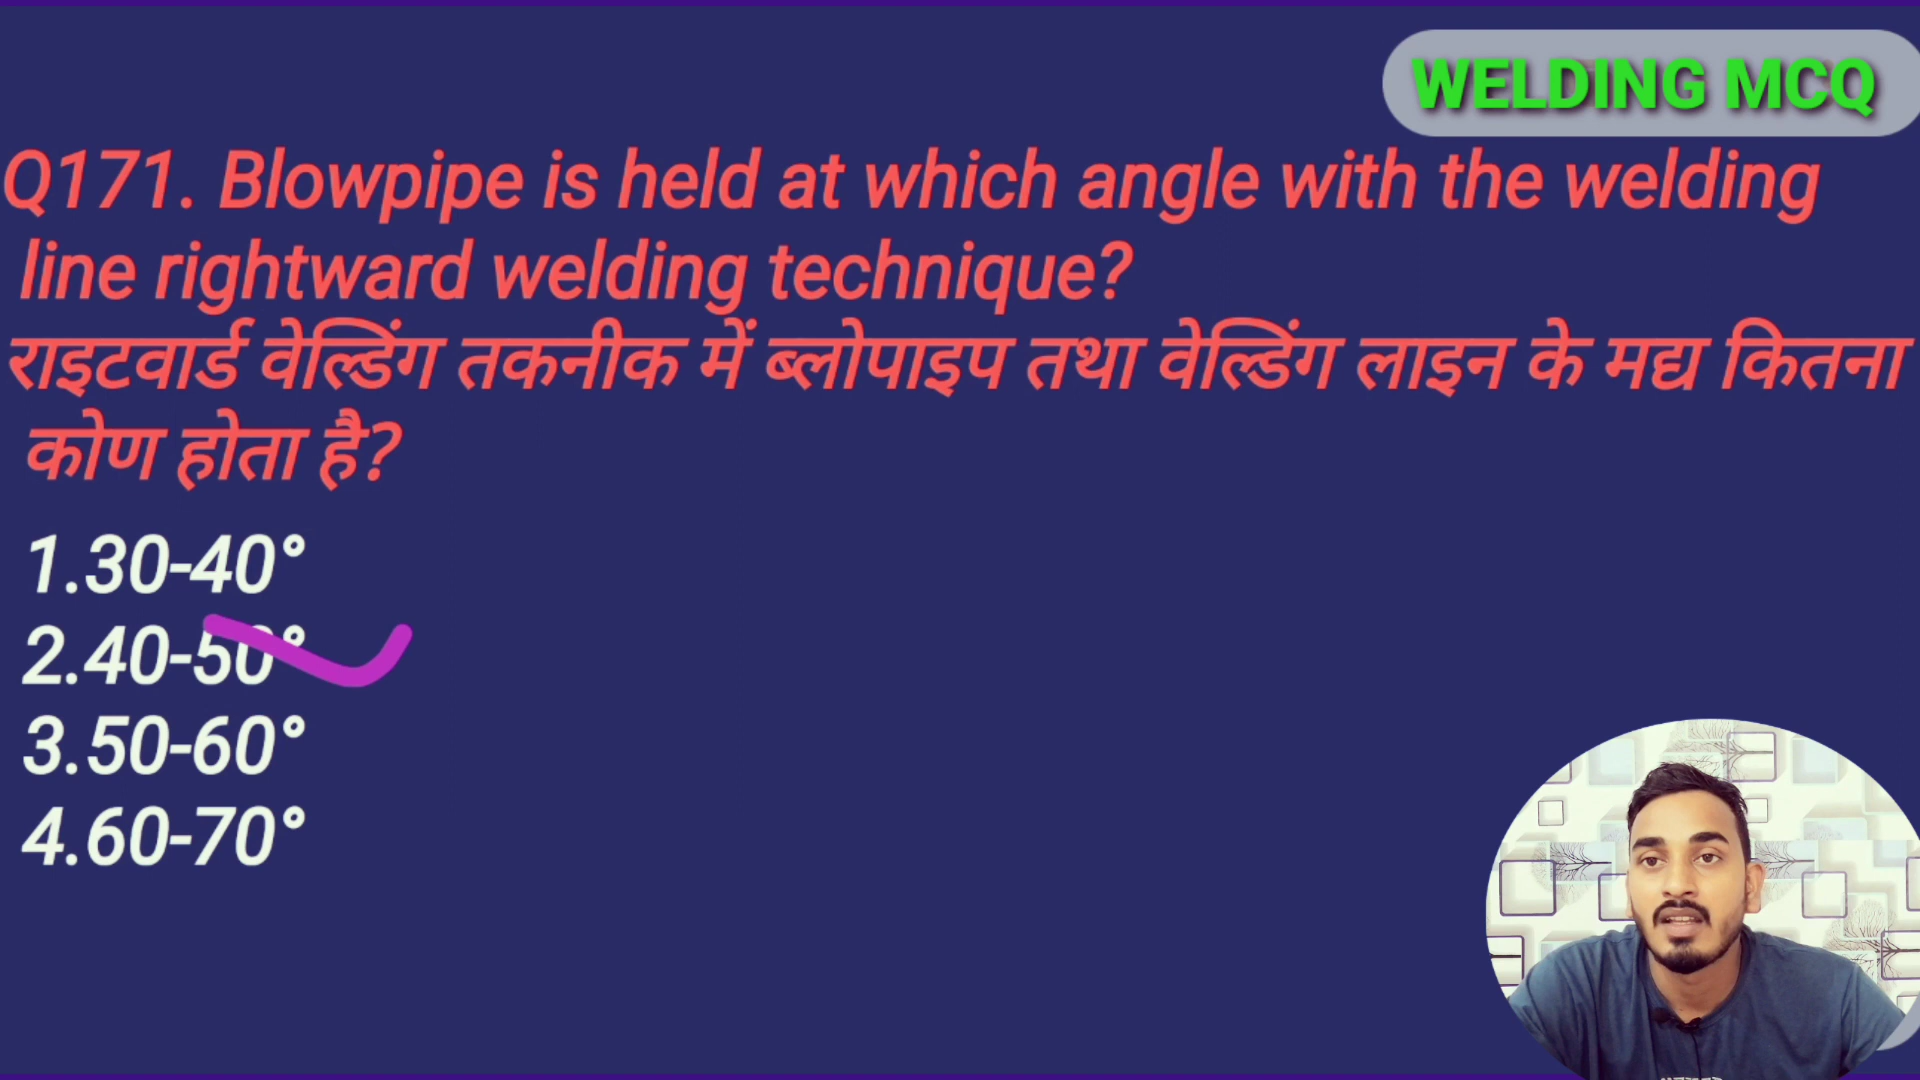 WELDING MCQ
Q171. Blowpipe is held at which angle with the welding
line rightward welding technique?
राइटवार्ड वेल्डिंग तकनीक में ब्लोपाइप तथा वेल्डिंग लाइन के मद्य कितना
कोण होता है?
1.30-40°
2.40-50°
3.50-60°
4.60-70°